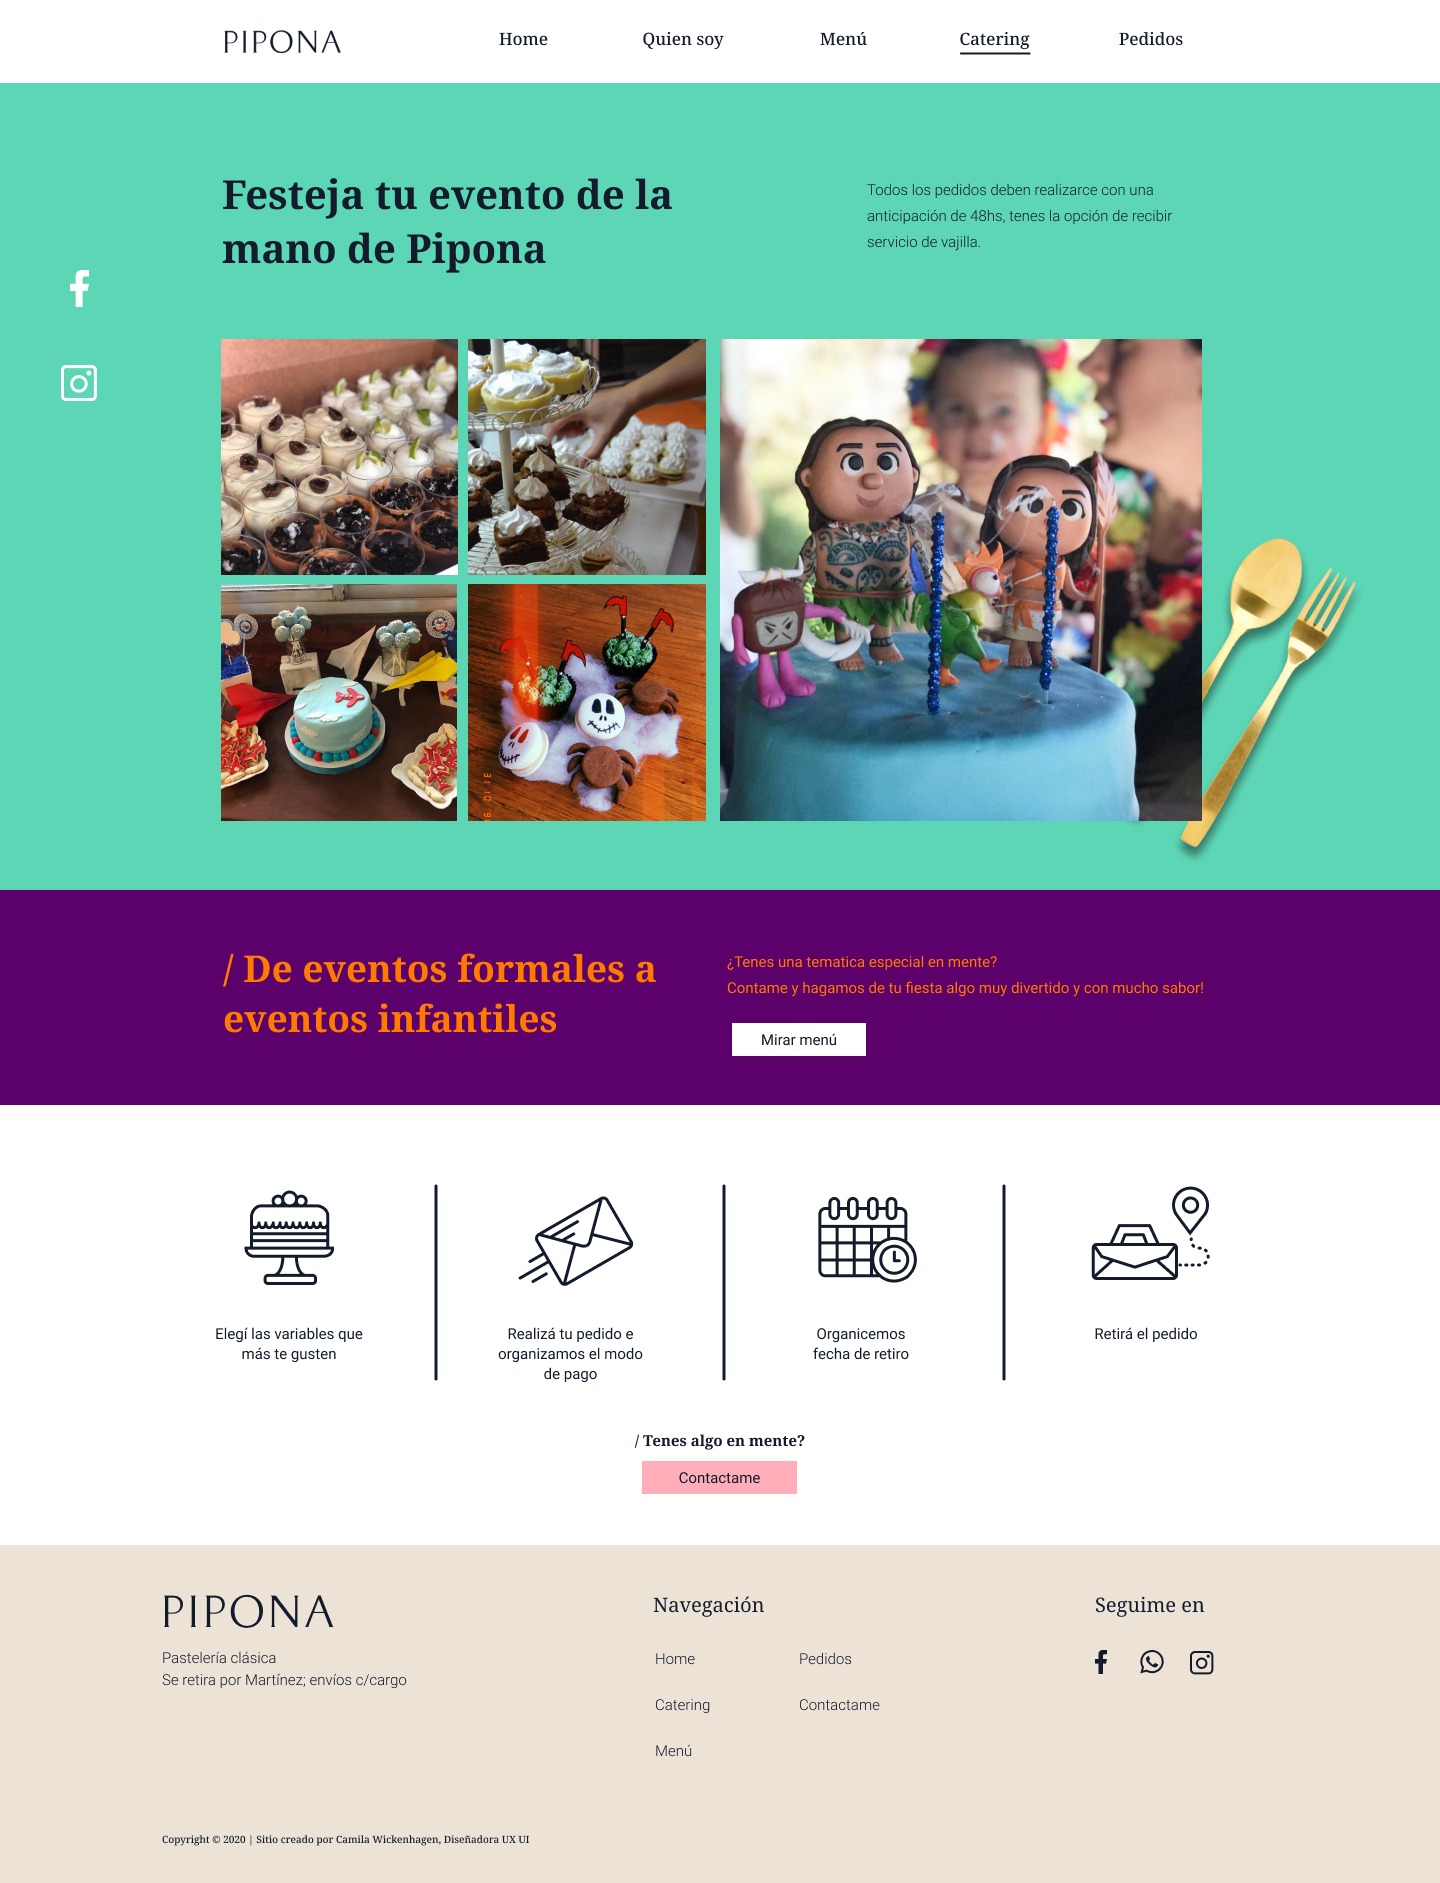 PIPONA
Home
Quien soy
Menú
Catering
Pedidos
Festeja tu evento de la
mano de Pipona
Todos los pedidos deben realizarce con una
anticipación de 48hs, tenes la opción de recibir
servicio de vajilla.
/ De eventos formales a
eventos infantiles
¿Tenes una tematica especial en mente?
Contame y hagamos de tu fiesta algo muy divertido y con mucho sabor!
Mirar menú
Elegí las variables que
más te gusten
Realizá tu pedido e
organizamos el modo
de pago
Organicemos
fecha de retiro
Retirá el pedido
/ Tenes algo en mente?
Contactame
PIPONA
Pastelería clásica
Se retira por Martínez; envíos c/cargo
Navegación
Home
Pedidos
Catering
Contactame
Menú
Seguime en
Copyright © 2020 | Sitio creado por Camila Wickenhagen, Diseñadora UX UI